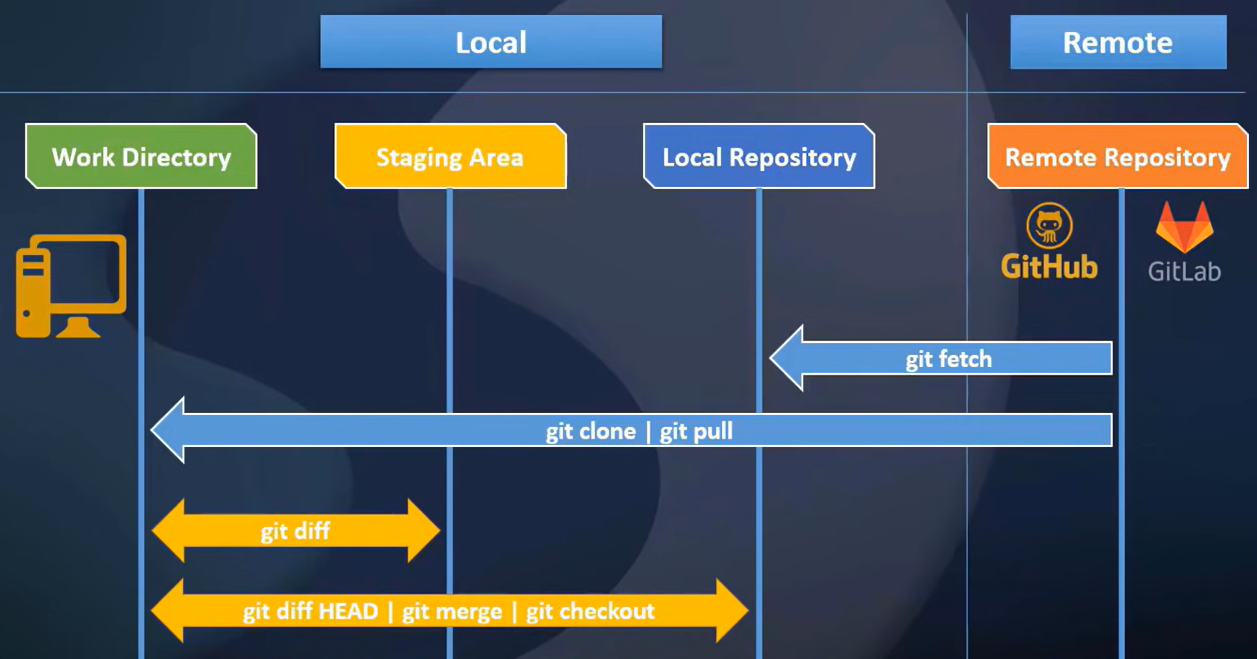 Local
Remote
Work Directory
Staging Area
Local Repository
Remote Repository
GitHub
GitLab
git fetch
git clone | git pull
git diff
git diff HEAD | git merge | git checkout